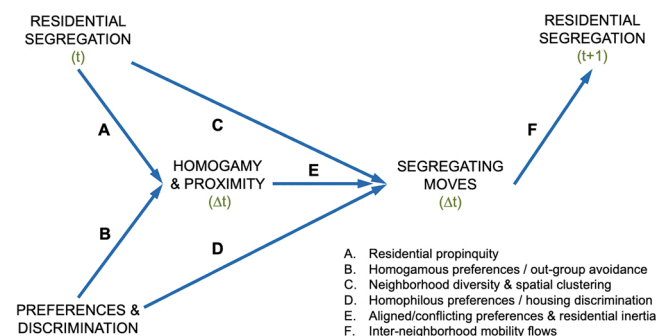 RESIDENTIAL
SEGREGATION
(t)
RESIDENTIAL
SEGREGATION
(t+1)
A
C
F
HOMOGAMY
& PROXIMITY
(Δt)
E
SEGREGATING
MOVES
(Δt)
B
D
PREFERENCES &
DISCRIMINATION
A. Residential propinquity
B. Homogamous preferences / out-group avoidance
C. Neighborhood diversity & spatial clustering
D. Homophilous preferences / housing discrimination
E. Aligned/conflicting preferences & residential inertia
F. Inter-neighborhood mobility flows